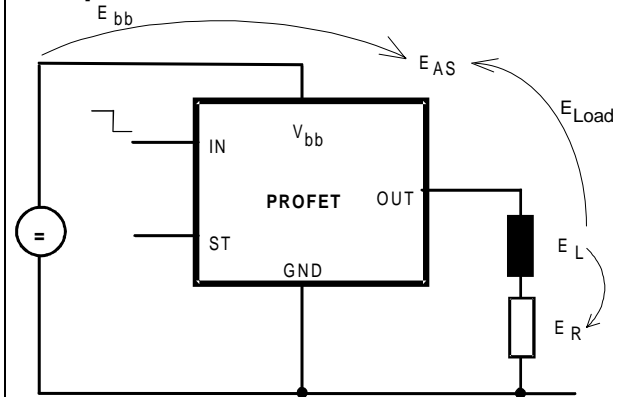 E bb
E AS
E Load
IN
V bb
PROFET
OUT
=
ST
GND
E L
E R